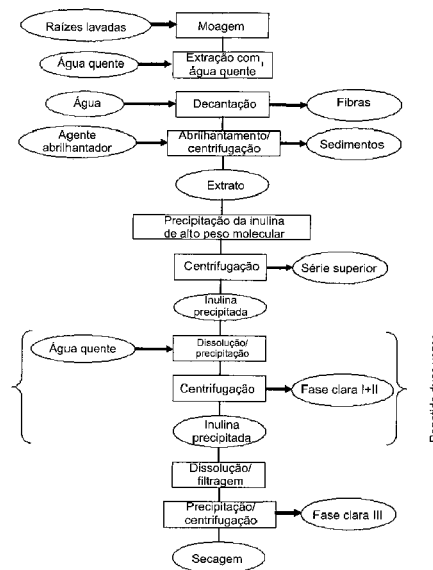 Raízes lavadas
Moagem
Água quente
Extração com
água quente
Água
Decantação
Fibras
Agente
abrilhantador
Abrilhantamento/
centrifugação
Sedimentos
Extrato
Precipitação da inulina
de alto peso molecular
Centrifugação
Série superior
Inulina
precipitada
Água quente
Dissolução/
precipitação
Centrifugação
Fase clara I+II
Inulina
precipitada
Dissolução/
filtragem
Precipitação/
centrifugação
Fase clara III
Secagem